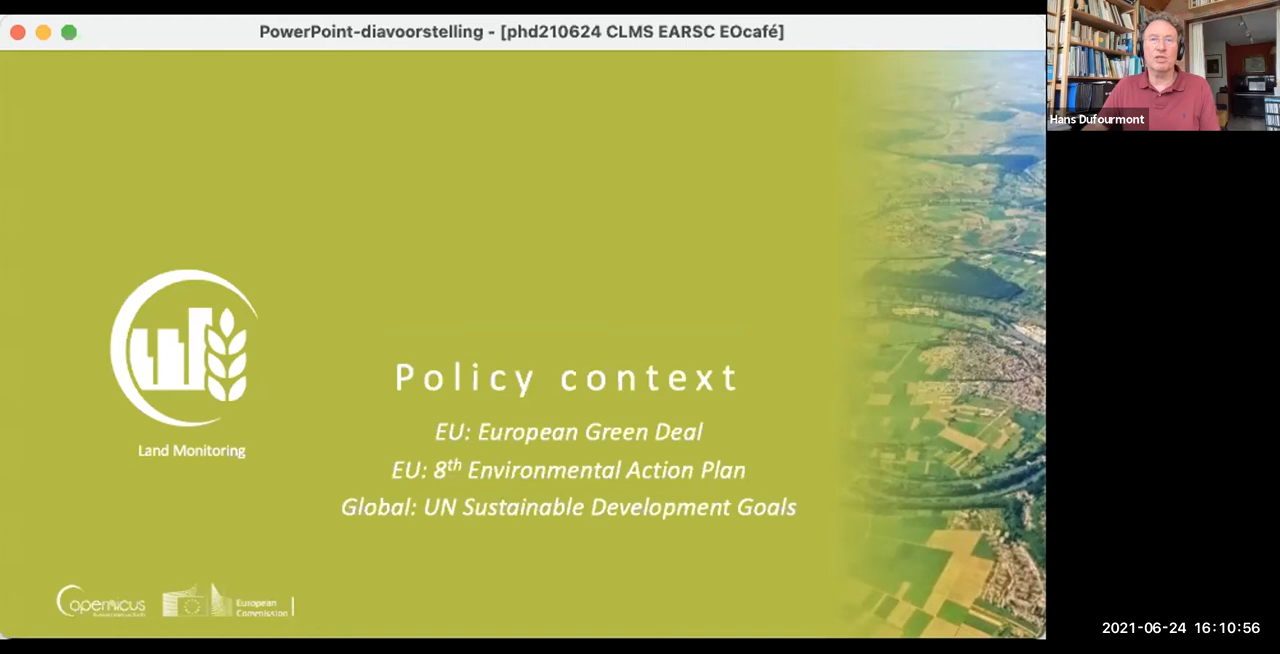 PowerPoint-diavoorstelling - [phd210624 CLMS EARSC EOcafé]
Hans Dufourmont
Policy context
EU: European Green Deal
EU: 8th Environmental Action Plan
Global: UN Sustainable Development Goals
Land Monitoring
Copernicus
European
Commission
2021-06-24 16:10:56